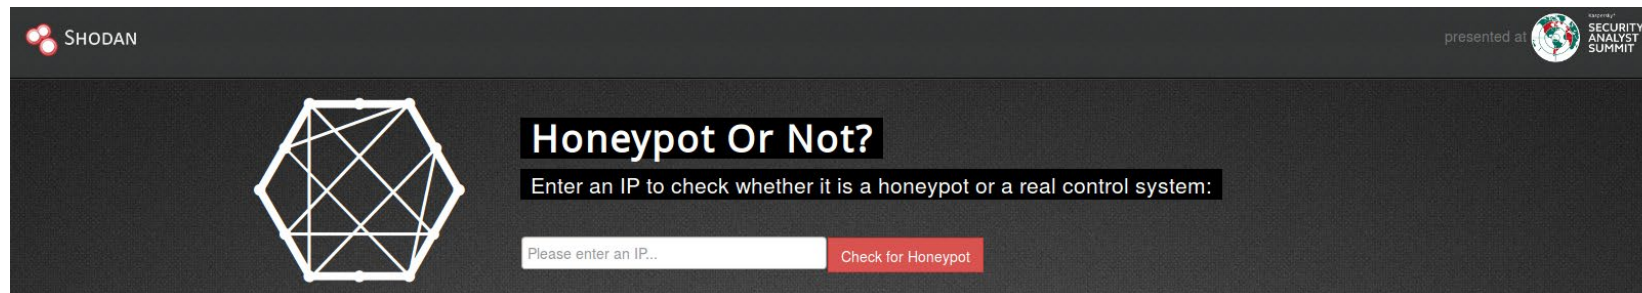 SHODAN
presented at
kaspersky
SECURITY
ANALYST
SUMMIT
Honeypot Or Not?
Enter an IP to check whether it is a honeypot or a real control system:
Please enter an IP...
Check for Honeypot